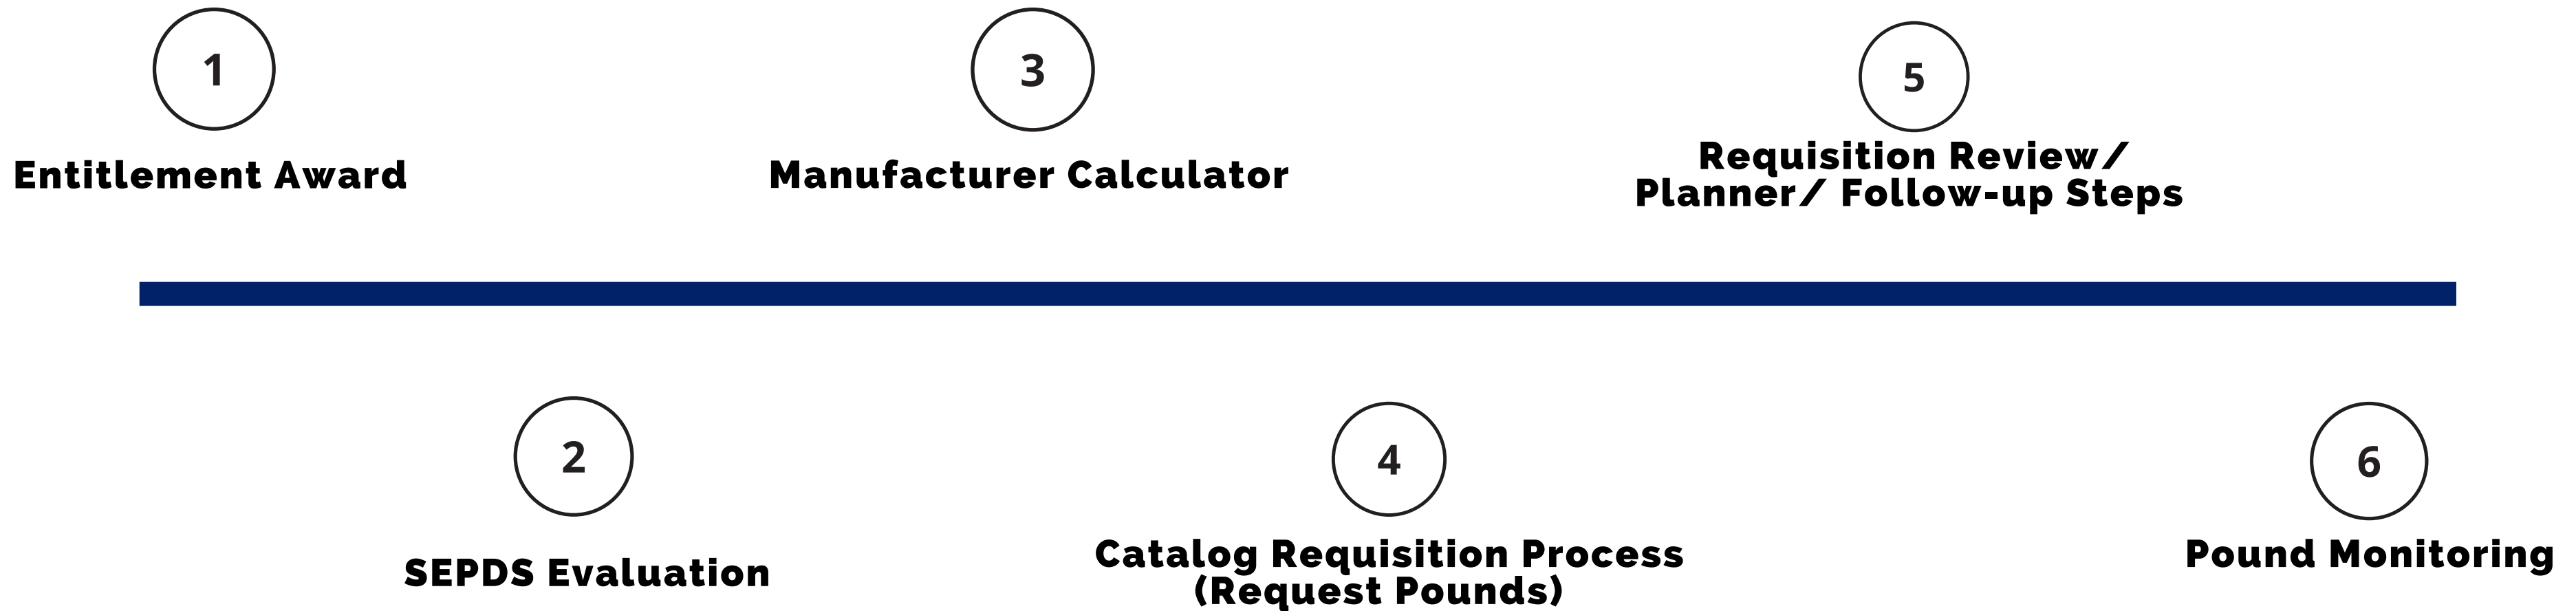 1
Entitlement Award
2
SEPDS Evaluation
3
Manufacturer Calculator
4
Catalog Requisition Process
(Request Pounds)
5
Requisition Review/
Planner/ Follow-up Steps
6
Pound Monitoring